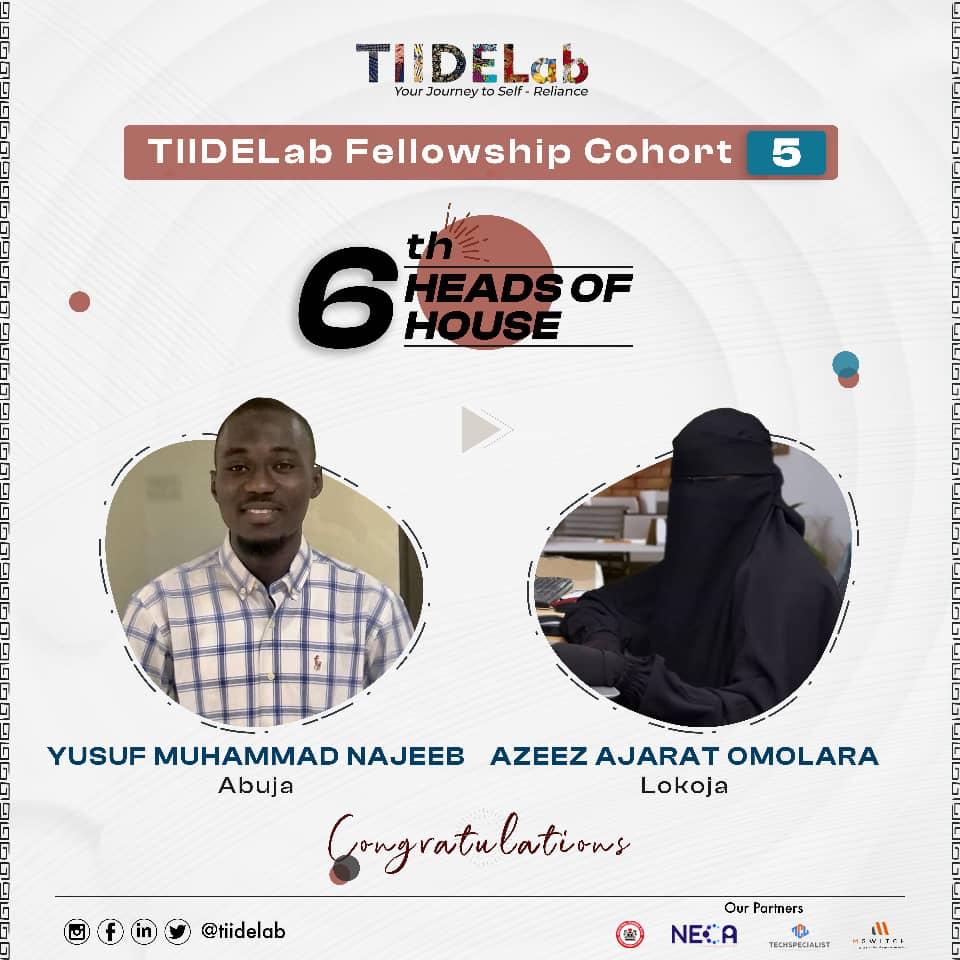 TIIDELab
Your Journey to Self - Reliance
TIIDELab Fellowship Cohort 5
6th
HEADS OF
HOUSE
YUSUF MUHAMMAD NAJEEB
Abuja
AZEEZ AJARAT OMOLARA
Lokoja
Congratulations
@tiidelab
Our Partners
NECA
TECHSPECIALIST
MSWITCH